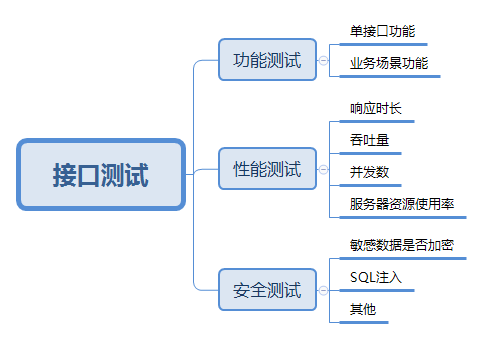 接口测试
功能测试
单接口功能
业务场景功能
性能测试
响应时长
吞吐量
并发数
服务器资源使用率
安全测试
敏感数据是否加密
SQL注入
其他